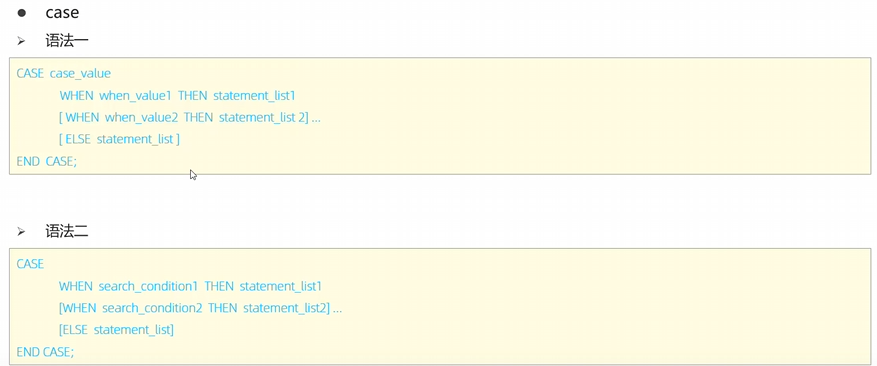 ● case
➢ 语法一
CASE case_value
WHEN when_value1 THEN statement_list1
[ WHEN when_value2 THEN statement_list 2] ...
[ ELSE statement_list ]
END CASE;
➢ 语法二
CASE
WHEN search_condition1 THEN statement_list1
[WHEN search_condition2 THEN statement_list2] ...
[ELSE statement_list]
END CASE;